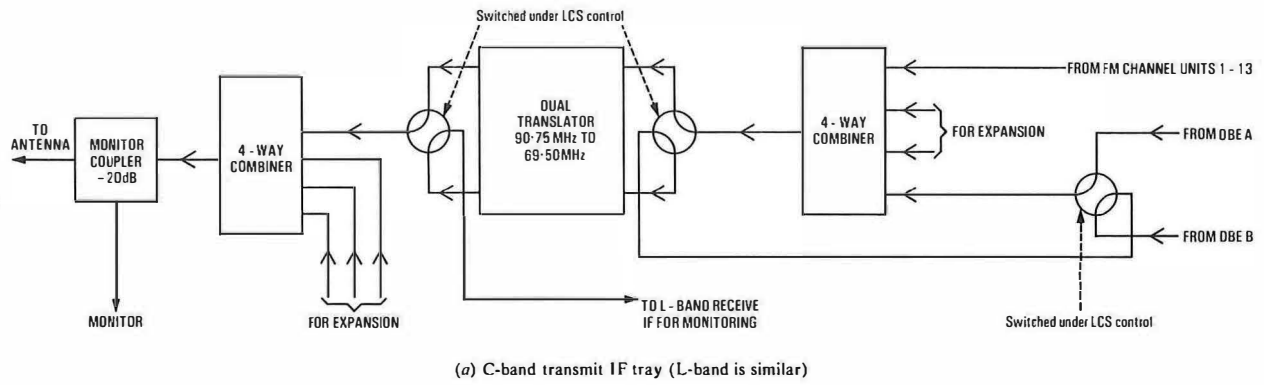 Switched under LCS control
TO
ANTENNA
MONITOR
COUPLER
-20dB
MONITOR
4-WAY
COMBINER
FOR EXPANSION
DUAL
TRANSLATOR
90·75 MHz TO
69·50MHz
TO L-BAND RECEIVE
IF FOR MONITORING
4-WAY
COMBINER
FROM FM CHANNEL UNITS 1 - 13
FOR EXPANSION
FROM DBE A
FROM DBE B
Switched under LCS control
(a) C-band transmit IF tray (L-band is similar)